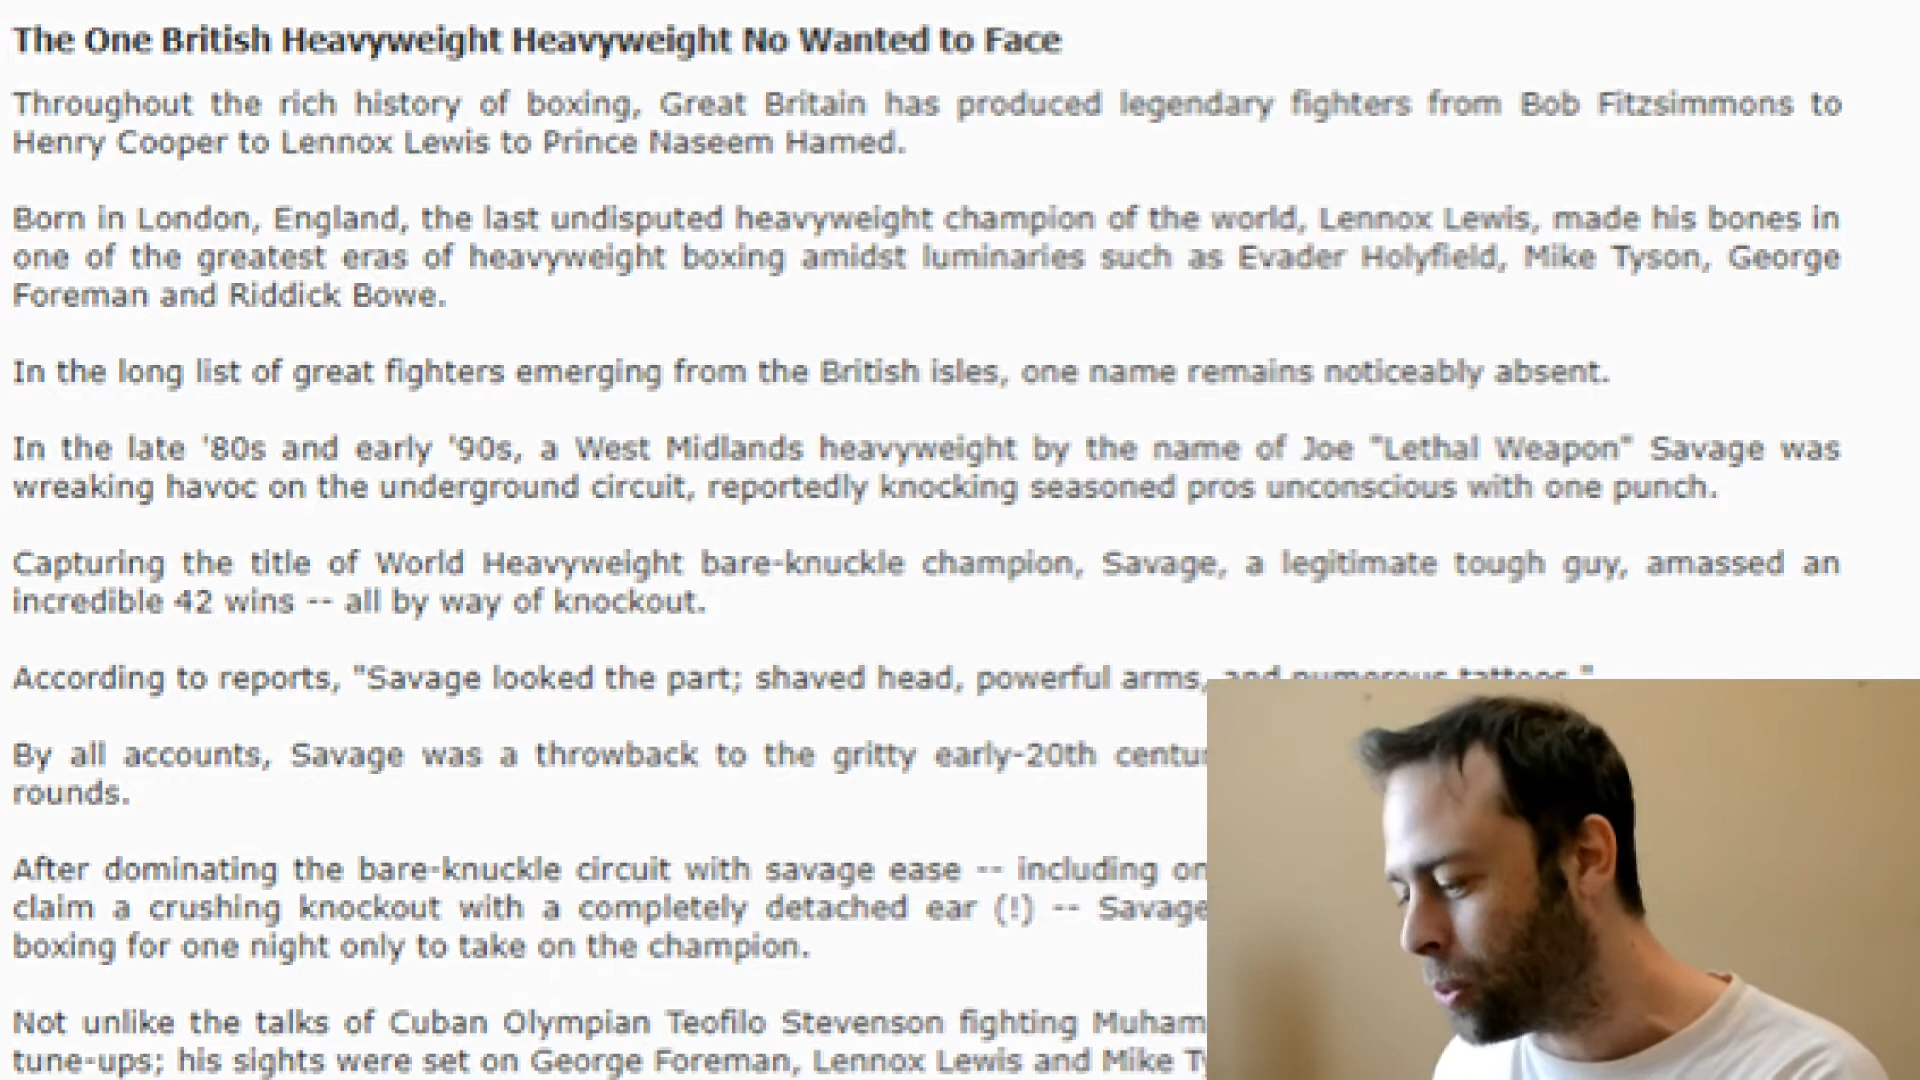 The One British Heavyweight Heavyweight No Wanted to Face
Throughout the rich history of boxing, Great Britain has produced legendary fighters from Bob Fitzsimmons to
Henry Cooper to Lennox Lewis to Prince Naseem Hamed.
Born in London, England, the last undisputed heavyweight champion of the world, Lennox Lewis, made his bones in
one of the greatest eras of heavyweight boxing amidst luminaries such as Evader Holyfield, Mike Tyson, George
Foreman and Riddick Bowe.
In the long list of great fighters emerging from the British isles, one name remains noticeably absent.
In the late '80s and early '90s, a West Midlands heavyweight by the name of Joe "Lethal Weapon" Savage was
wreaking havoc on the underground circuit, reportedly knocking seasoned pros unconscious with one punch.
Capturing the title of World Heavyweight bare-knuckle champion, Savage, a legitimate tough guy, amassed an
incredible 42 wins -- all by way of knockout.
According to reports, "Savage looked the part; shaved head, powerful arms, and numerous tattoos."
By all accounts, Savage was a throwback to the gritty early-20th centur
rounds.
After dominating the bare-knuckle circuit with savage ease -- including on
claim a crushing knockout with a completely detached ear (!) -- Savage
boxing for one night only to take on the champion.
Not unlike the talks of Cuban Olympian Teofilo Stevenson fighting Muham
tune-ups; his sights were set on George Foreman, Lennox Lewis and Mike Ty